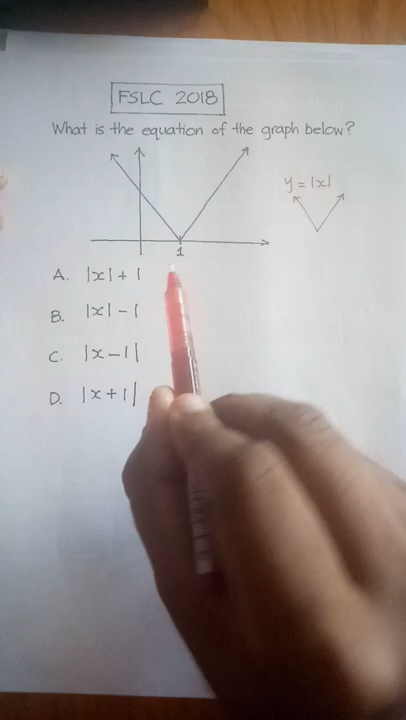 FSLC 2018
What is the equation of the graph below?
y = |x|
1
A. |x| + 1
B. |x| - 1
C. |x - 1|
D. |x + 1|